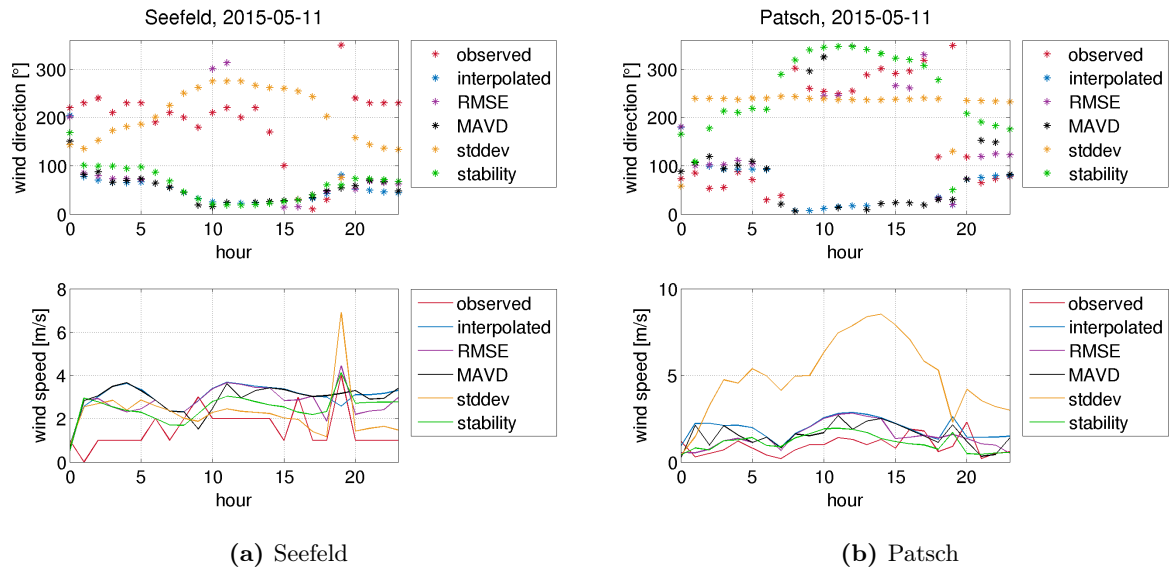 Seefeld, 2015-05-11
wind direction [°]
300
200
100
0
0 5 10 15 20
hour
observed
interpolated
RMSE
MAVD
stddev
stability
Patsch, 2015-05-11
wind direction [°]
300
200
100
0
0 5 10 15 20
hour
observed
interpolated
RMSE
MAVD
stddev
stability
wind speed [m/s]
8
6
4
2
0
0 5 10 15 20
hour
observed
interpolated
RMSE
MAVD
stddev
stability
wind speed [m/s]
10
5
0
0 5 10 15 20
hour
observed
interpolated
RMSE
MAVD
stddev
stability
(a) Seefeld
(b) Patsch